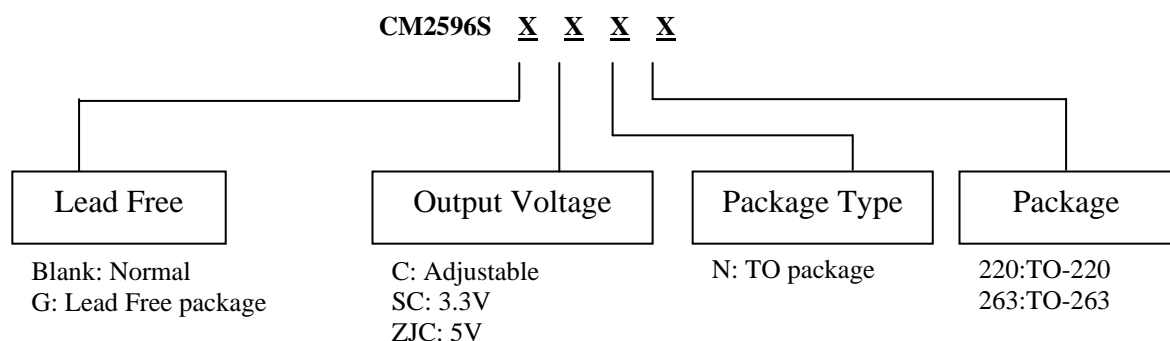 CM2596S X X X X
Lead Free
Output Voltage
Package Type
Package
Blank: Normal
G: Lead Free package
C: Adjustable
SC: 3.3V
ZJC: 5V
N: TO package
220:TO-220
263:TO-263